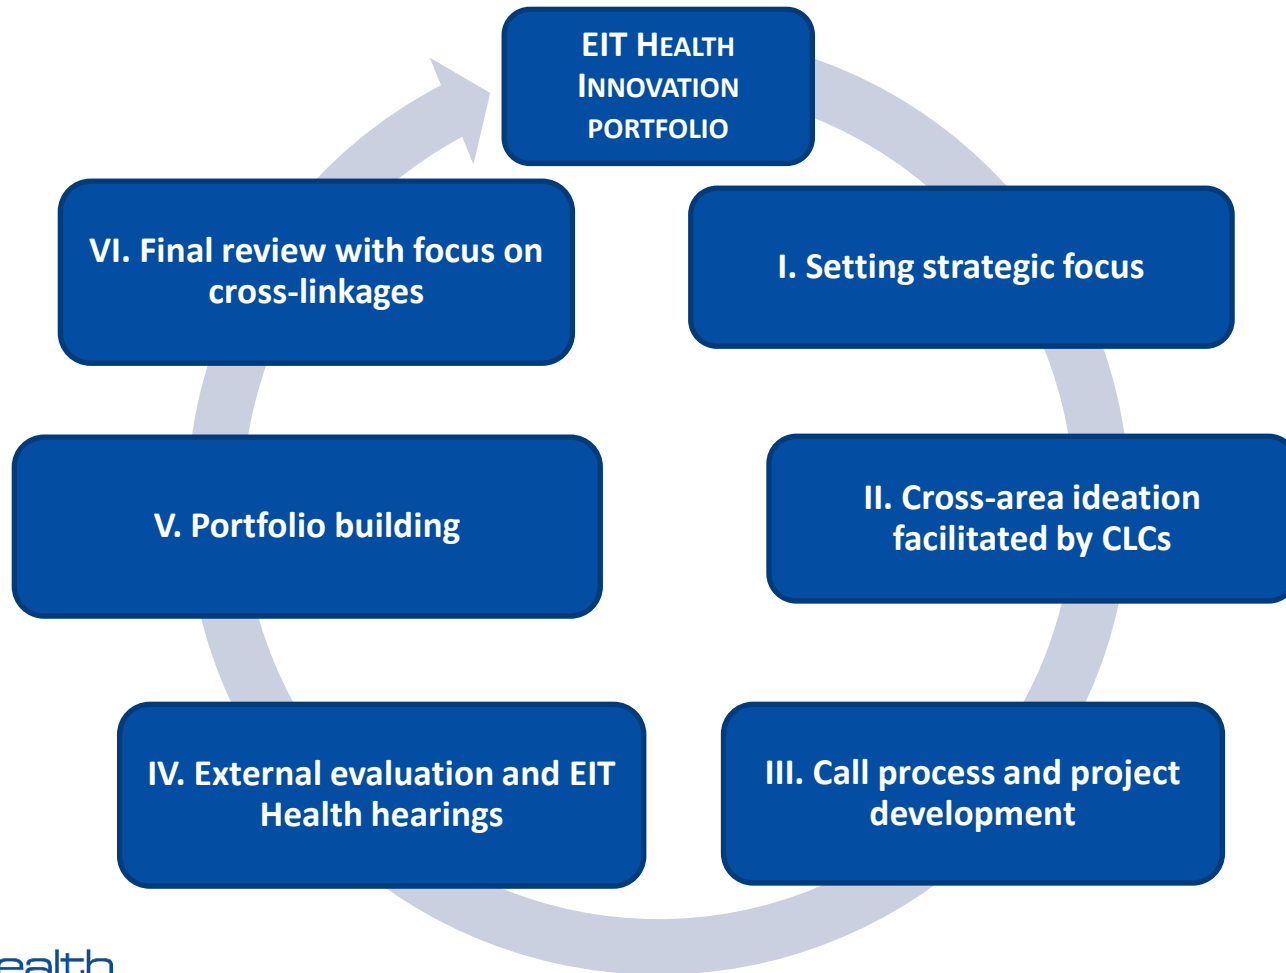 EIT HEALTH
INNOVATION
PORTFOLIO
VI. Final review with focus on
cross-linkages
I. Setting strategic focus
V. Portfolio building
II. Cross-area ideation
facilitated by CLCs
IV. External evaluation and EIT
Health hearings
III. Call process and project
development